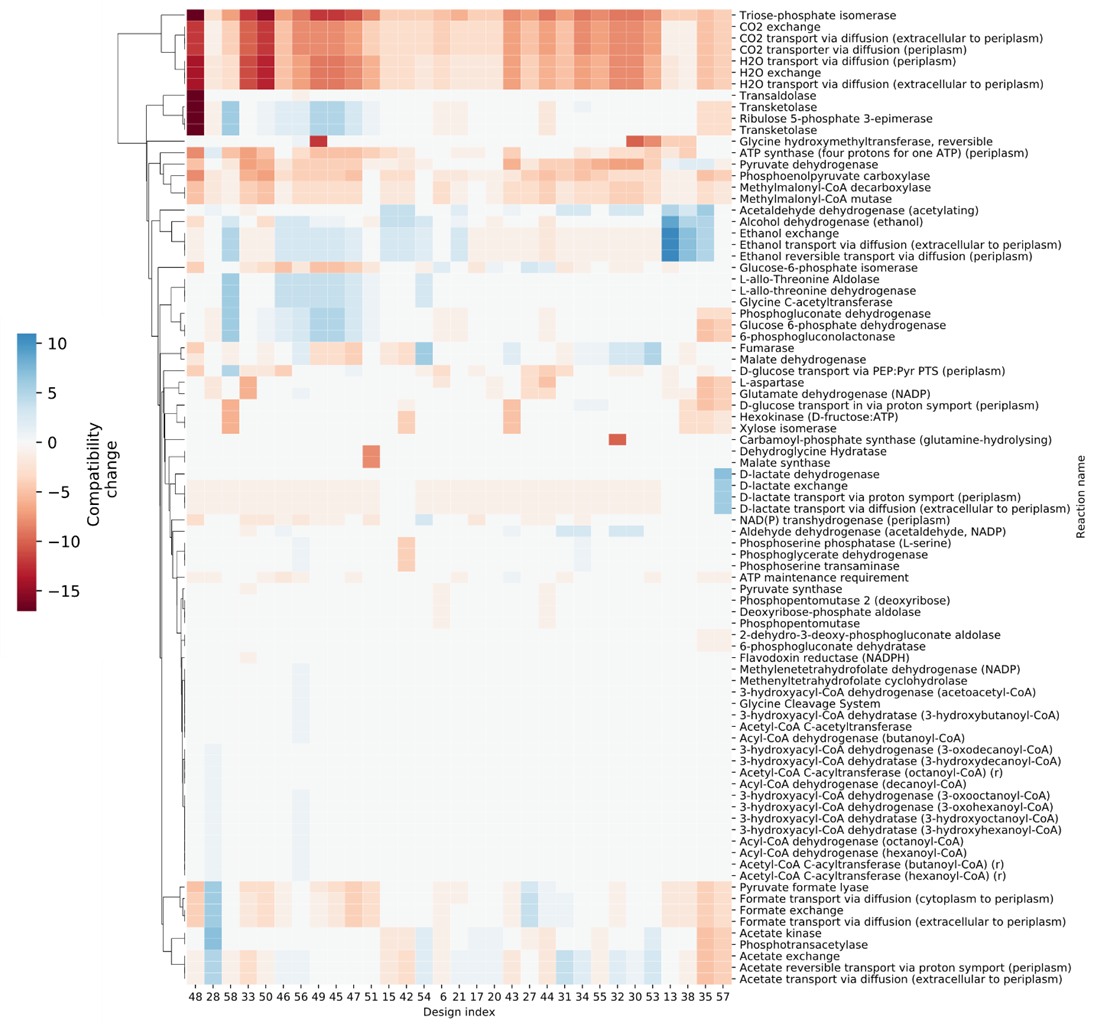 Triose-phosphate isomerase
CO2 exchange
CO2 transport via diffusion (extracellular to periplasm)
CO2 transporter via diffusion (periplasm)
H2O transport via diffusion (periplasm)
H2O exchange
H2O transport via diffusion (extracellular to periplasm)
Transaldolase
Transketolase
Ribulose 5-phosphate 3-epimerase
Transketolase
Glycine hydroxymethyltransferase, reversible
ATP synthase (four protons for one ATP) (periplasm)
Pyruvate dehydrogenase
Phosphoenolpyruvate carboxylase
Methylmalonyl-CoA decarboxylase
Methylmalonyl-CoA mutase
Acetaldehyde dehydrogenase (acetylating)
Alcohol dehydrogenase (ethanol)
Ethanol exchange
Ethanol transport via diffusion (extracellular to periplasm)
Ethanol reversible transport via diffusion (periplasm)
Glucose-6-phosphate isomerase
L-allo-Threonine Aldolase
L-allo-threonine dehydrogenase
Glycine C-acetyltransferase
Phosphogluconate dehydrogenase
Glucose 6-phosphate dehydrogenase
6-phosphogluconolactonase
Fumarase
Malate dehydrogenase
D-glucose transport via PEP:Pyr PTS (periplasm)
L-aspartase
Glutamate dehydrogenase (NADP)
D-glucose transport in via proton symport (periplasm)
Hexokinase (D-fructose:ATP)
Xylose isomerase
Carbamoyl-phosphate synthase (glutamine-hydrolysing)
Dehydroglycine Hydratase
Malate synthase
D-lactate dehydrogenase
D-lactate exchange
D-lactate transport via proton symport (periplasm)
D-lactate transport via diffusion (extracellular to periplasm)
NAD(P) transhydrogenase (periplasm)
Aldehyde dehydrogenase (acetaldehyde, NADP)
Phosphoserine phosphatase (L-serine)
Phosphoglycerate dehydrogenase
Phosphoserine transaminase
ATP maintenance requirement
Pyruvate synthase
Phosphopentomutase 2 (deoxyribose)
Deoxyribose-phosphate aldolase
Phosphopentomutase
2-dehydro-3-deoxy-phosphogluconate aldolase
6-phosphogluconate dehydratase
Flavodoxin reductase (NADPH)
Methylenetetrahydrofolate dehydrogenase (NADP)
Methenyltetrahydrofolate cyclohydrolase
3-hydroxyacyl-CoA dehydrogenase (acetoacetyl-CoA)
Glycine Cleavage System
3-hydroxyacyl-CoA dehydratase (3-hydroxybutanoyl-CoA)
Acetyl-CoA C-acetyltransferase
Acyl-CoA dehydrogenase (butanoyl-CoA)
3-hydroxyacyl-CoA dehydrogenase (3-oxodecanoyl-CoA)
3-hydroxyacyl-CoA dehydratase (3-hydroxydecanoyl-CoA)
Acetyl-CoA C-acyltransferase (octanoyl-CoA) (r)
Acyl-CoA dehydrogenase (decanoyl-CoA)
3-hydroxyacyl-CoA dehydrogenase (3-oxooctanoyl-CoA)
3-hydroxyacyl-CoA dehydrogenase (3-oxohexanoyl-CoA)
3-hydroxyacyl-CoA dehydratase (3-hydroxyoctanoyl-CoA)
3-hydroxyacyl-CoA dehydratase (3-hydroxyhexanoyl-CoA)
Acyl-CoA dehydrogenase (octanoyl-CoA)
Acyl-CoA dehydrogenase (hexanoyl-CoA)
Acetyl-CoA C-acyltransferase (butanoyl-CoA) (r)
Acetyl-CoA C-acyltransferase (hexanoyl-CoA) (r)
Pyruvate formate lyase
Formate transport via diffusion (cytoplasm to periplasm)
Formate exchange
Formate transport via diffusion (extracellular to periplasm)
Acetate kinase
Phosphotransacetylase
Acetate exchange
Acetate reversible transport via proton symport (periplasm)
Acetate transport via diffusion (extracellular to periplasm)
Reaction name
10
5
0
−5
−10
−15
Compatibility
change
48 28 58 33 50 46 56 49 45 47 51 15 42 54 6 21 17 20 43 27 44 31 34 55 32 30 53 13 38 35 57
Design index